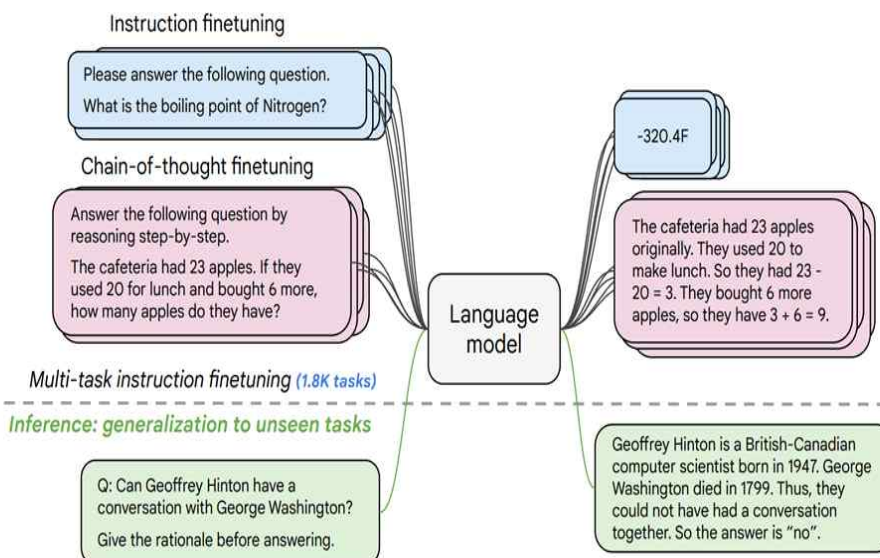 Instruction finetuning
Please answer the following question.
What is the boiling point of Nitrogen?
-320.4F
Chain-of-thought finetuning
Answer the following question by
reasoning step-by-step.
The cafeteria had 23 apples. If they
used 20 for lunch and bought 6 more,
how many apples do they have?
The cafeteria had 23 apples
originally. They used 20 to
make lunch. So they had 23 -
20 = 3. They bought 6 more
apples, so they have 3 + 6 = 9.
Language
model
Multi-task instruction finetuning (1.8K tasks)
Inference: generalization to unseen tasks
Q: Can Geoffrey Hinton have a
conversation with George Washington?
Give the rationale before answering.
Geoffrey Hinton is a British-Canadian
computer scientist born in 1947. George
Washington died in 1799. Thus, they
could not have had a conversation
together. So the answer is “no”.